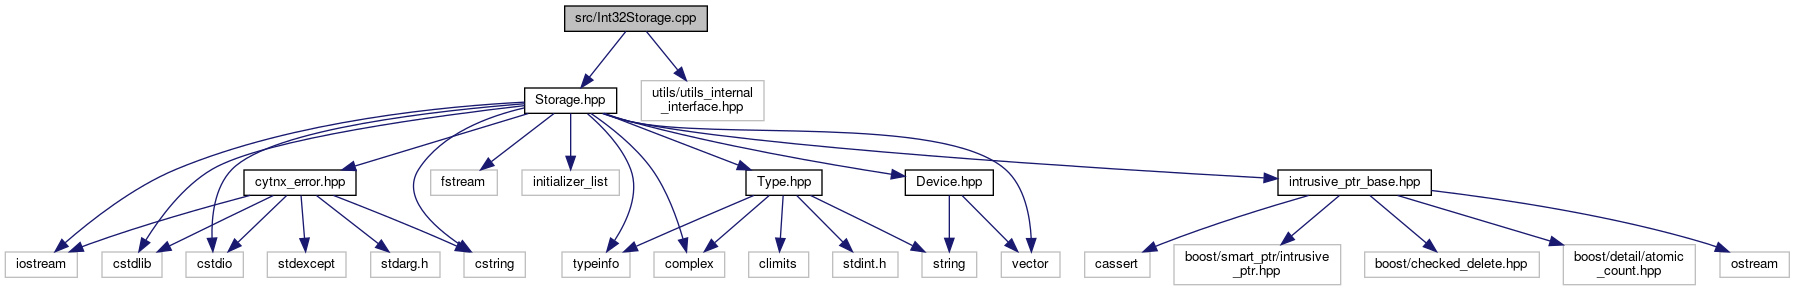 src/Int32Storage.cpp
Storage.hpp
utils/utils_internal
_interface.hpp
cytnx_error.hpp
fstream
initializer_list
Type.hpp
Device.hpp
intrusive_ptr_base.hpp
iostream
cstdlib
cstdio
stdexcept
stdarg.h
cstring
typeinfo
complex
climits
stdint.h
string
vector
cassert
boost/smart_ptr/intrusive
_ptr.hpp
boost/checked_delete.hpp
boost/detail/atomic
_count.hpp
ostream